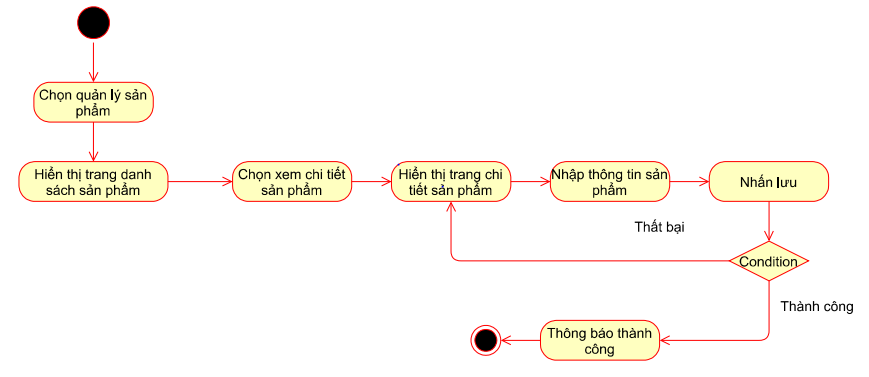 Chọn quản lý sản
phẩm
Hiển thị trang danh
sách sản phẩm
Chọn xem chi tiết
sản phẩm
Hiển thị trang chi
tiết sản phẩm
Nhập thông tin sản
phẩm
Nhấn lưu
Thất bại
Condition
Thành công
Thông báo thành
công